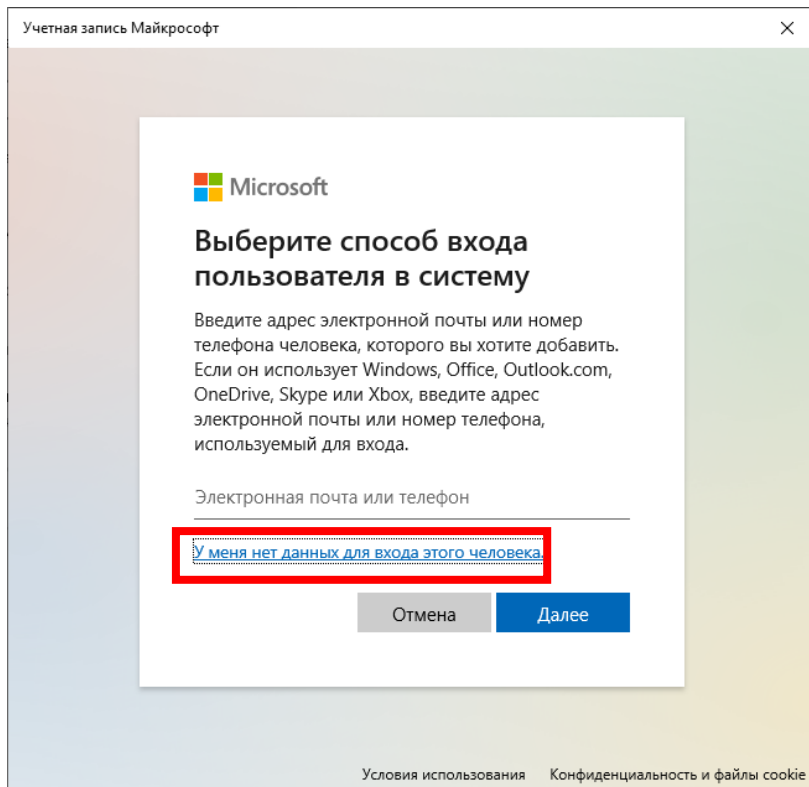 Учетная запись Майкрософт
Microsoft
Выберите способ входа
пользователя в систему
Введите адрес электронной почты или номер
телефона человека, которого вы хотите добавить.
Если он использует Windows, Office, Outlook.com,
OneDrive, Skype или Xbox, введите адрес
электронной почты или номер телефона,
используемый для входа.
Электронная почта или телефон
У меня нет данных для входа этого человека.
Отмена Далее
Условия использования Конфиденциальность и файлы cookie